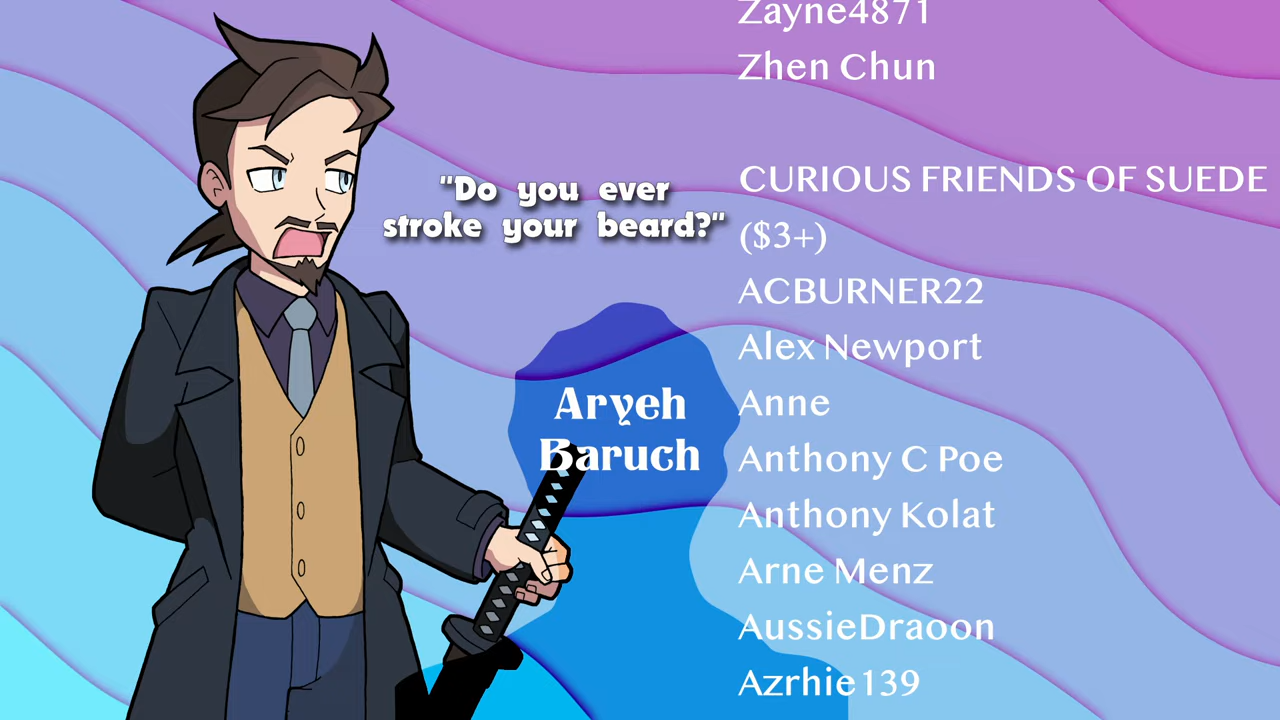 "Do you ever
stroke your beard?"
Aryeh
Baruch
Zayne4871
Zhen Chun
CURIOUS FRIENDS OF SUEDE
($3+)
ACBURNER22
Alex Newport
Anne
Anthony C Poe
Anthony Kolat
Arne Menz
AussieDraoon
Azrhie139